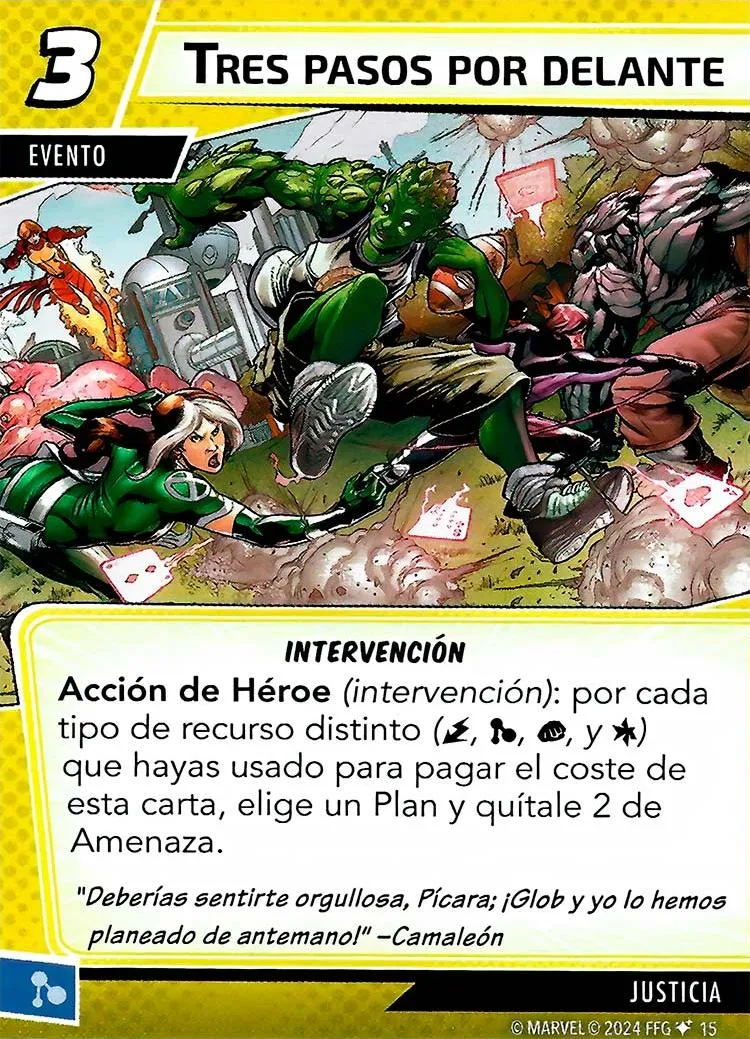 3
TRES PASOS POR DELANTE
EVENTO
INTERVENCIÓN
Acción de Héroe (intervención): por cada
tipo de recurso distinto (, , , y )
que hayas usado para pagar el coste de
esta carta, elige un Plan y quítale 2 de
Amenaza.
"Deberías sentirte orgullosa, Pícara; ¡Glob y yo lo hemos
planeado de antemano!" –Camaleón
JUSTICIA
© MARVEL © 2024 FFG 15